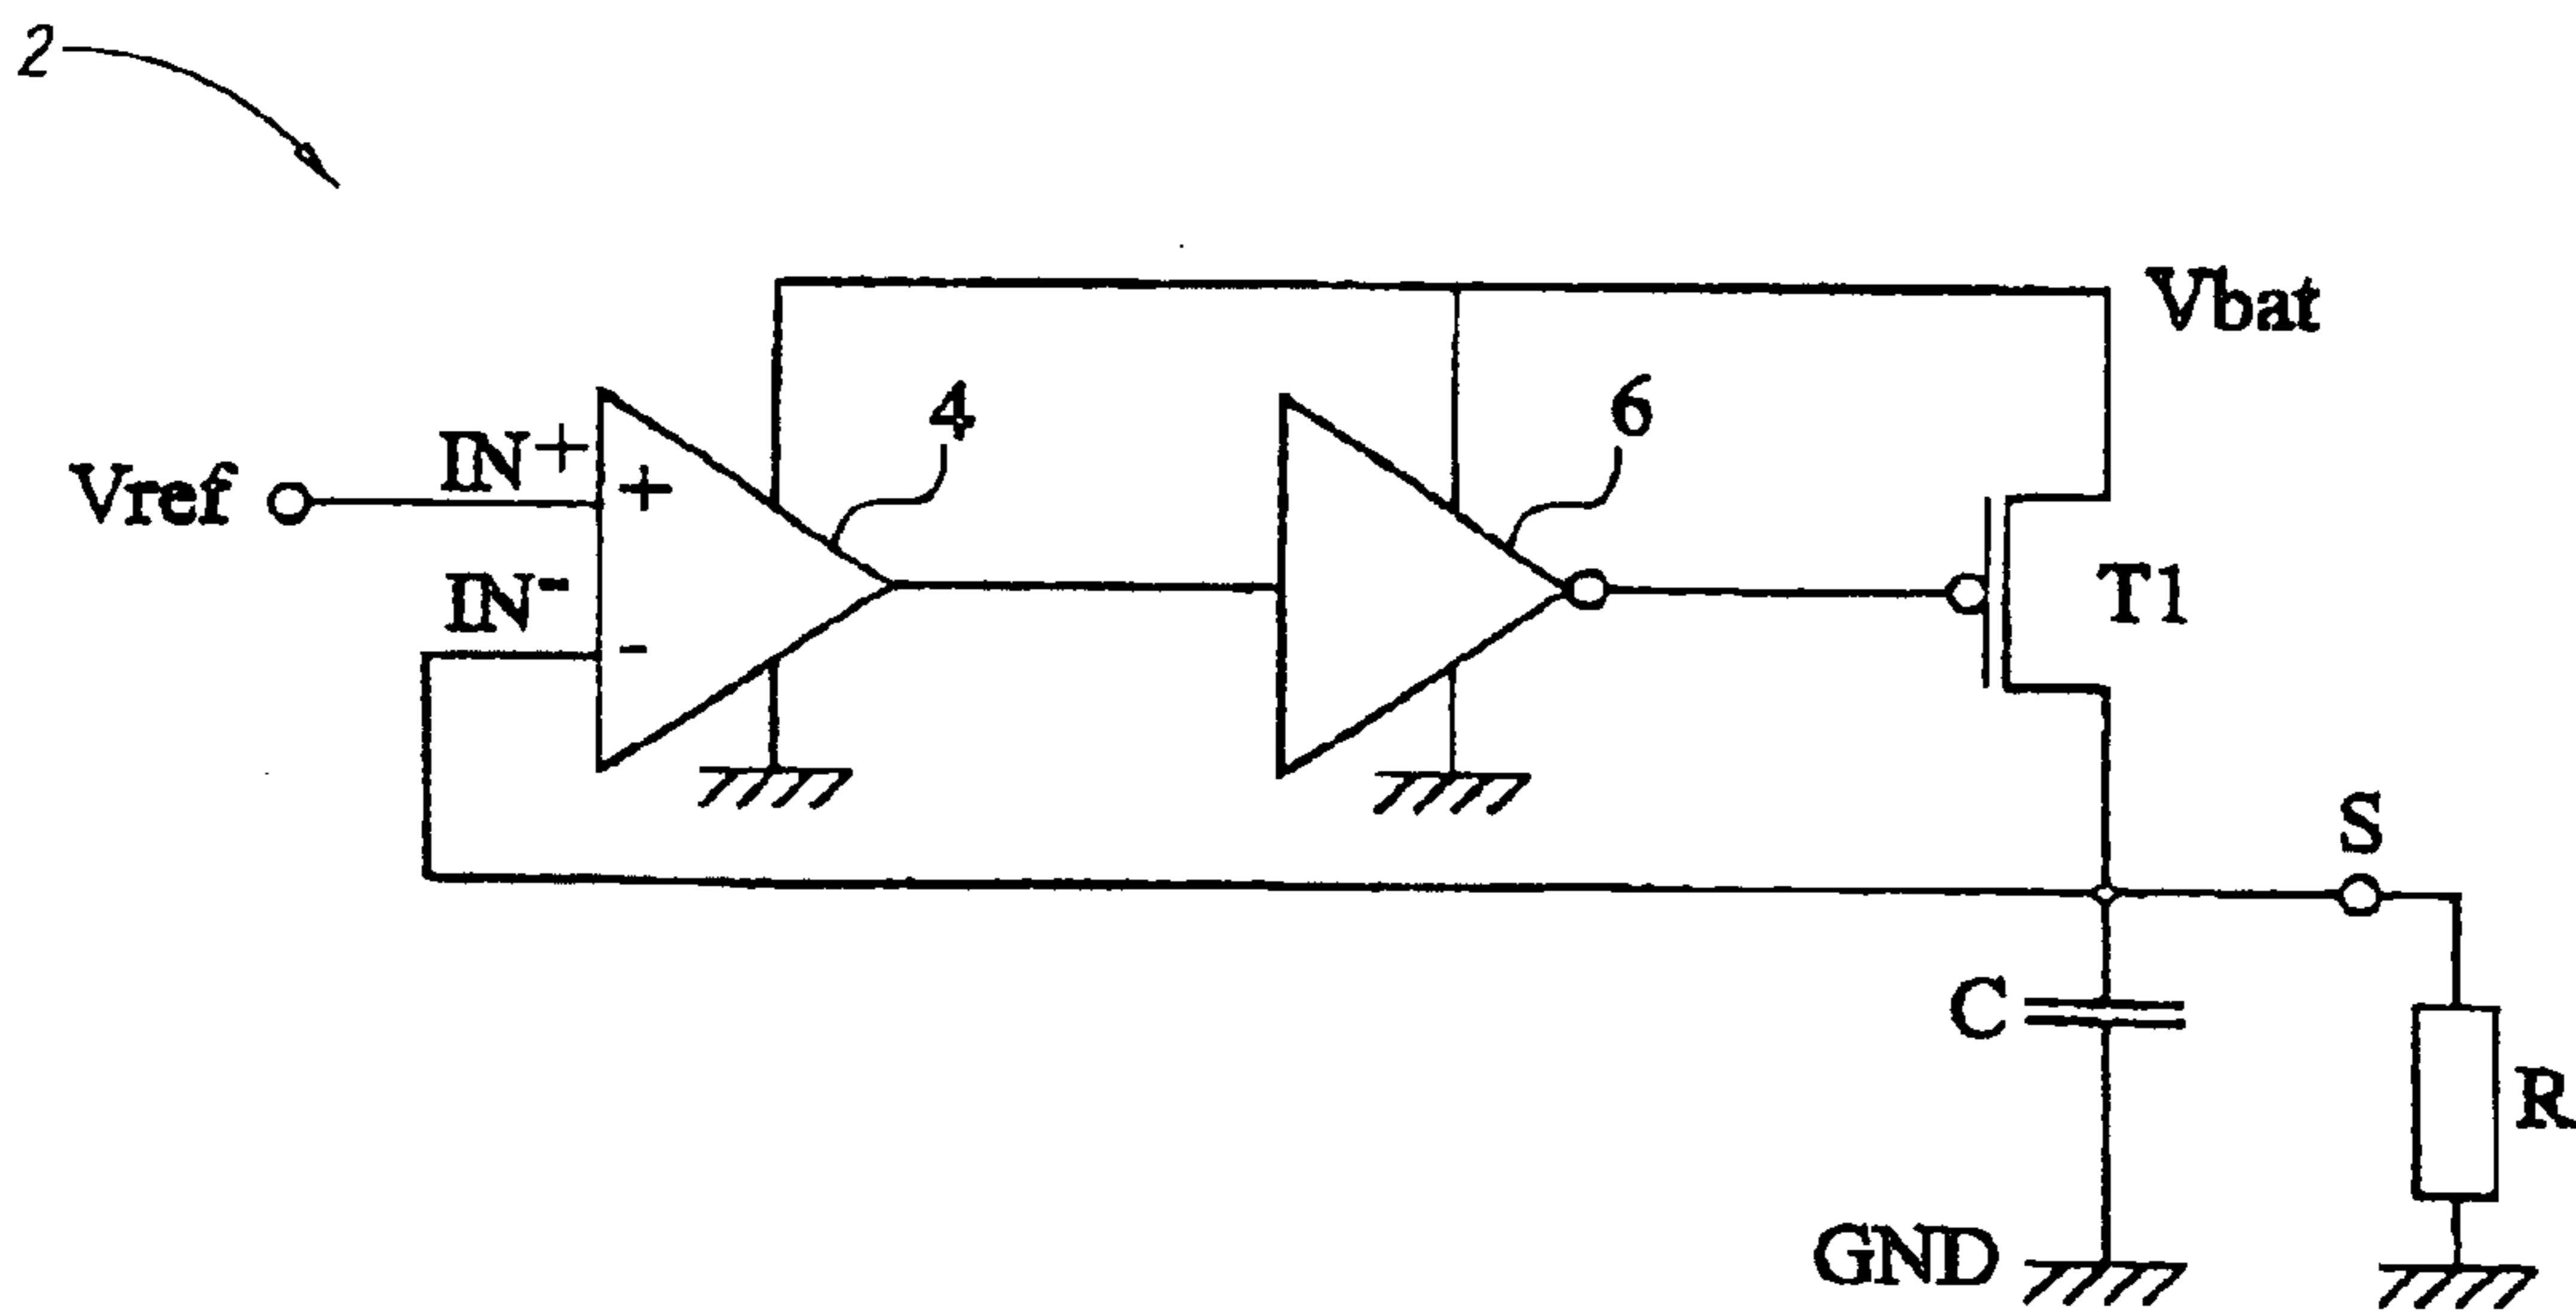 2
Vbat
4
6
Vref
IN+
+
IN-
-
T1
S
C
R
GND